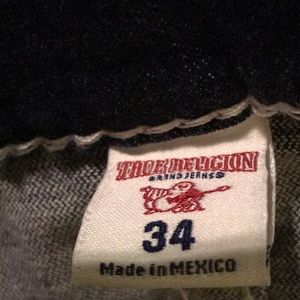 TRUE RELIGION
BRAND JEANS®
34
Made in MEXICO